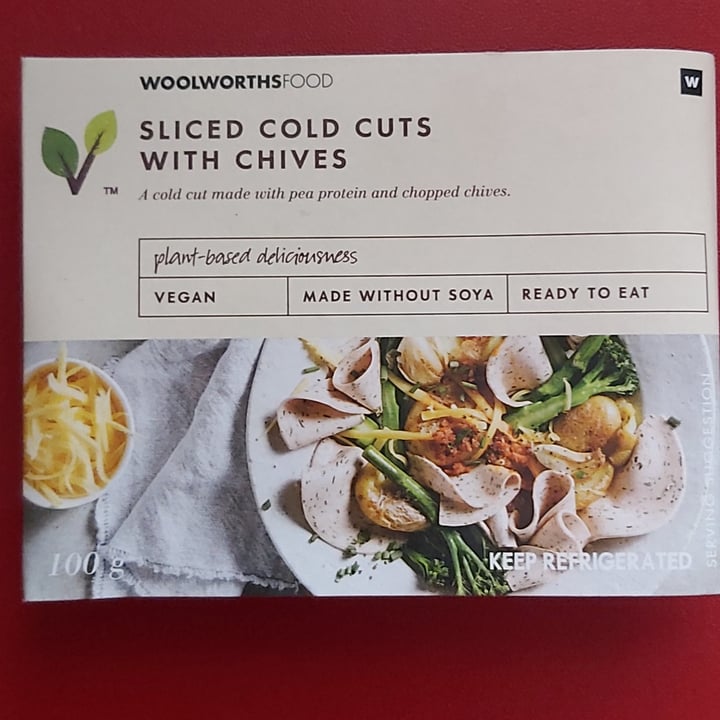 WOOLWORTHSFOOD
W
SLICED COLD CUTS
WITH CHIVES
TM
A cold cut made with pea protein and chopped chives.
plant-based deliciousness
VEGAN
MADE WITHOUT SOYA
READY TO EAT
SERVING SUGGESTION
100 g
KEEP REFRIGERATED